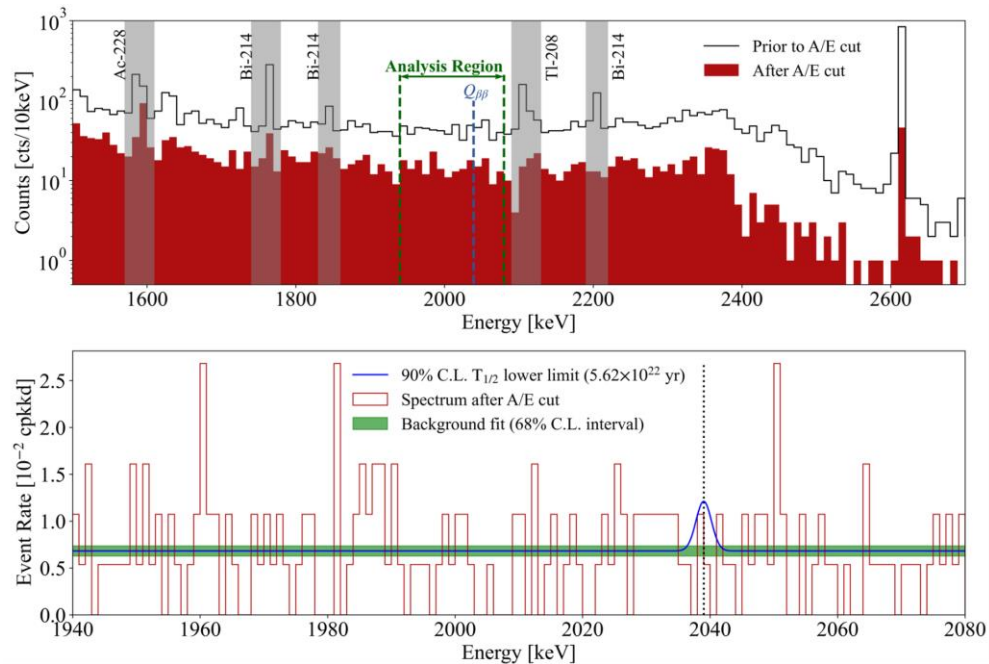 10³
10²
10¹
10⁰
Counts [cts/10keV]
Ac-228
Bi-214
Bi-214
Analysis Region
Qββ
Tl-208
Bi-214
Prior to A/E cut
After A/E cut
1600 1800 2000 2200 2400 2600
Energy [keV]
2.5
2.0
1.5
1.0
0.5
0.0
Event Rate [10⁻² cpkkd]
90% C.L. T₁/₂ lower limit (5.62×10²² yr)
Spectrum after A/E cut
Background fit (68% C.L. interval)
1940 1960 1980 2000 2020 2040 2060 2080
Energy [keV]